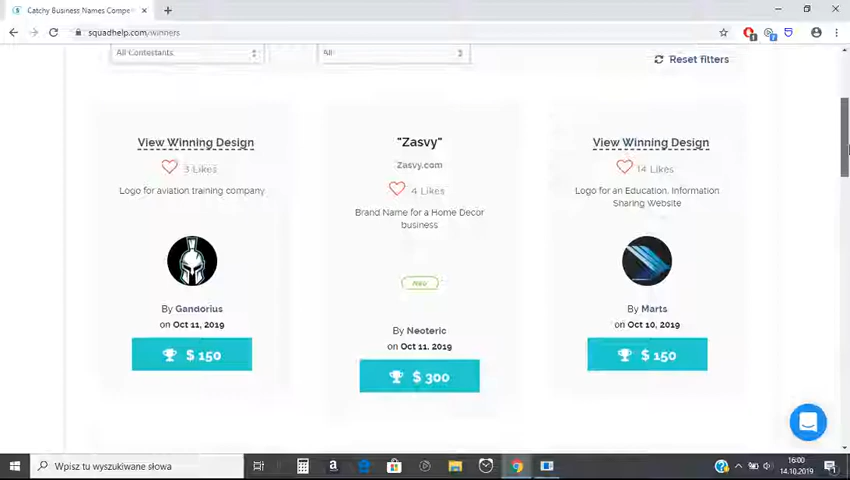 Catchy Business Names Compe
squadhelp.com/winners
All Contestants
All
Reset filters
View Winning Design
3 Likes
Logo for aviation training company
By Gandorius
on Oct 11, 2019
$ 150
"Zasvy"
Zasvy.com
4 Likes
Brand Name for a Home Decor
business
neo
By Neoteric
on Oct 11, 2019
$ 300
View Winning Design
14 Likes
Logo for an Education, Information
Sharing Website
By Marts
on Oct 10, 2019
$ 150
Wpisz tu wyszukiwane słowa
16:00
14.10.2019